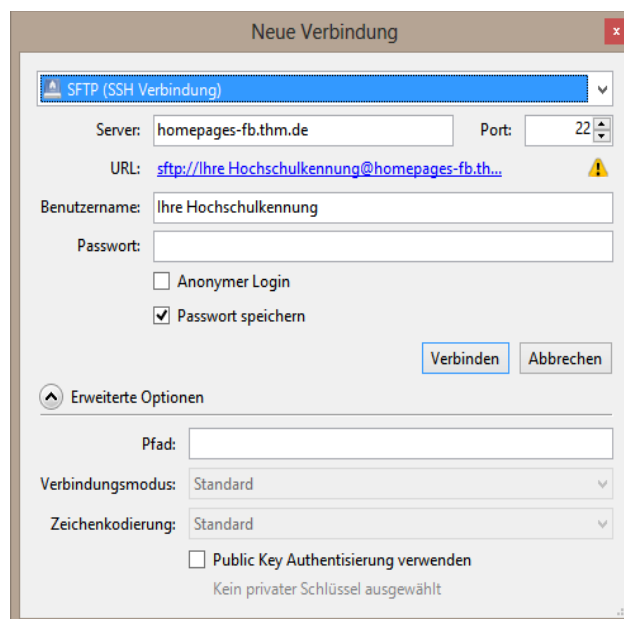 Neue Verbindung
x
SFTP (SSH Verbindung)
Server: homepages-fb.thm.de Port: 22
URL: sftp://Ihre Hochschulkennung@homepages-fb.th...
Benutzername: Ihre Hochschulkennung
Passwort:
Anonymer Login
Passwort speichern
Verbinden Abbrechen
Erweiterte Optionen
Pfad:
Verbindungsmodus: Standard
Zeichenkodierung: Standard
Public Key Authentisierung verwenden
Kein privater Schlüssel ausgewählt